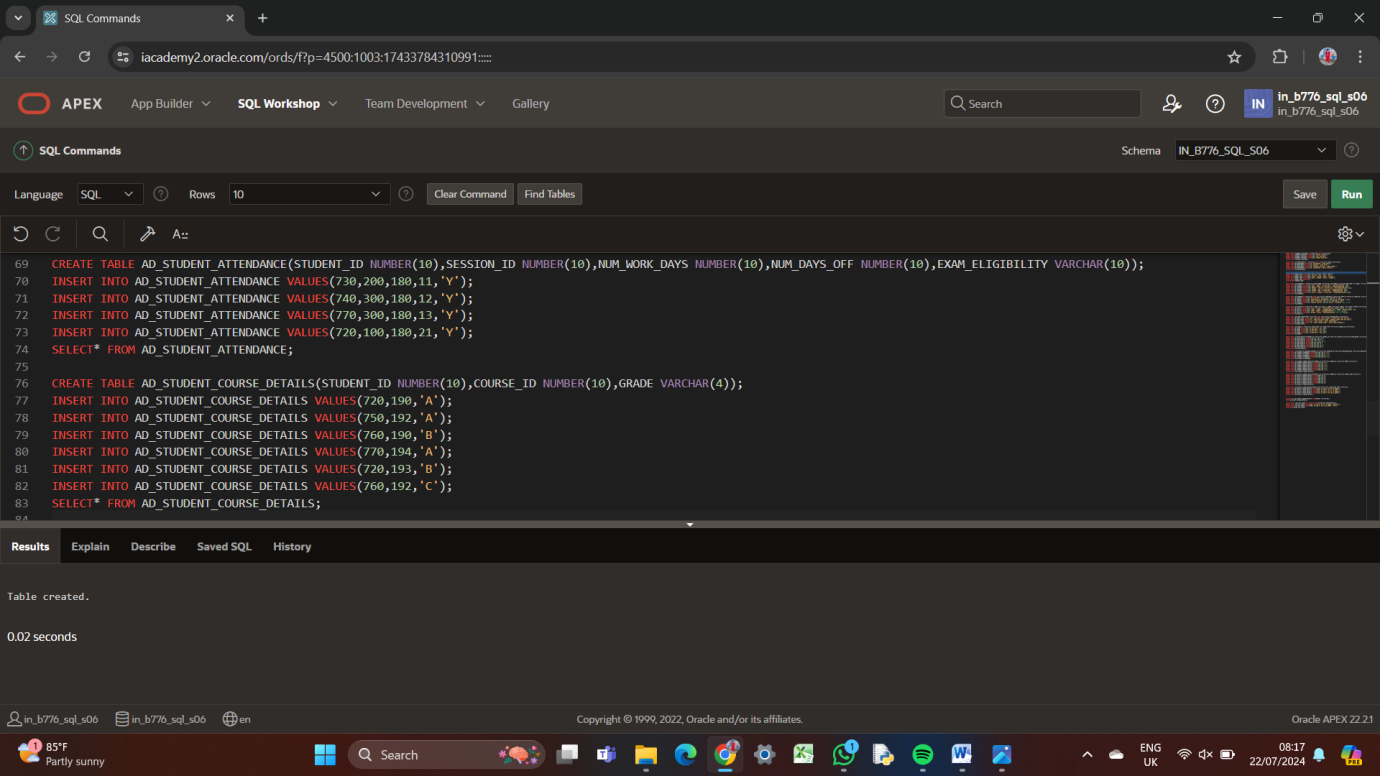 SQL Commands
iacademy2.oracle.com/ords/f?p=4500:1003:17433784310991:::::
APEX App Builder SQL Workshop Team Development Gallery Search IN in_b776_sql_s06
in_b776_sql_s06
SQL Commands Schema IN_B776_SQL_S06
Language SQL Rows 10 Clear Command Find Tables Save Run
A::
69 CREATE TABLE AD_STUDENT_ATTENDANCE(STUDENT_ID NUMBER(10),SESSION_ID NUMBER(10),NUM_WORK_DAYS NUMBER(10),NUM_DAYS_OFF NUMBER(10),EXAM_ELIGIBILITY VARCHAR(10));
70 INSERT INTO AD_STUDENT_ATTENDANCE VALUES(730,200,180,11,'Y');
71 INSERT INTO AD_STUDENT_ATTENDANCE VALUES(740,300,180,12,'Y');
72 INSERT INTO AD_STUDENT_ATTENDANCE VALUES(770,300,180,13,'Y');
73 INSERT INTO AD_STUDENT_ATTENDANCE VALUES(720,100,180,21,'Y');
74 SELECT* FROM AD_STUDENT_ATTENDANCE;
75
76 CREATE TABLE AD_STUDENT_COURSE_DETAILS(STUDENT_ID NUMBER(10),COURSE_ID NUMBER(10),GRADE VARCHAR(4));
77 INSERT INTO AD_STUDENT_COURSE_DETAILS VALUES(720,190,'A');
78 INSERT INTO AD_STUDENT_COURSE_DETAILS VALUES(750,192,'A');
79 INSERT INTO AD_STUDENT_COURSE_DETAILS VALUES(760,190,'B');
80 INSERT INTO AD_STUDENT_COURSE_DETAILS VALUES(770,194,'A');
81 INSERT INTO AD_STUDENT_COURSE_DETAILS VALUES(720,193,'B');
82 INSERT INTO AD_STUDENT_COURSE_DETAILS VALUES(760,192,'C');
83 SELECT* FROM AD_STUDENT_COURSE_DETAILS;
84
Results Explain Describe Saved SQL History
Table created.
0.02 seconds
in_b776_sql_s06 in_b776_sql_s06 en Copyright © 1999, 2022, Oracle and/or its affiliates. Oracle APEX 22.2.1
1 85°F
Partly sunny
Search
1
ENG
UK
08:17
22/07/2024
PRE